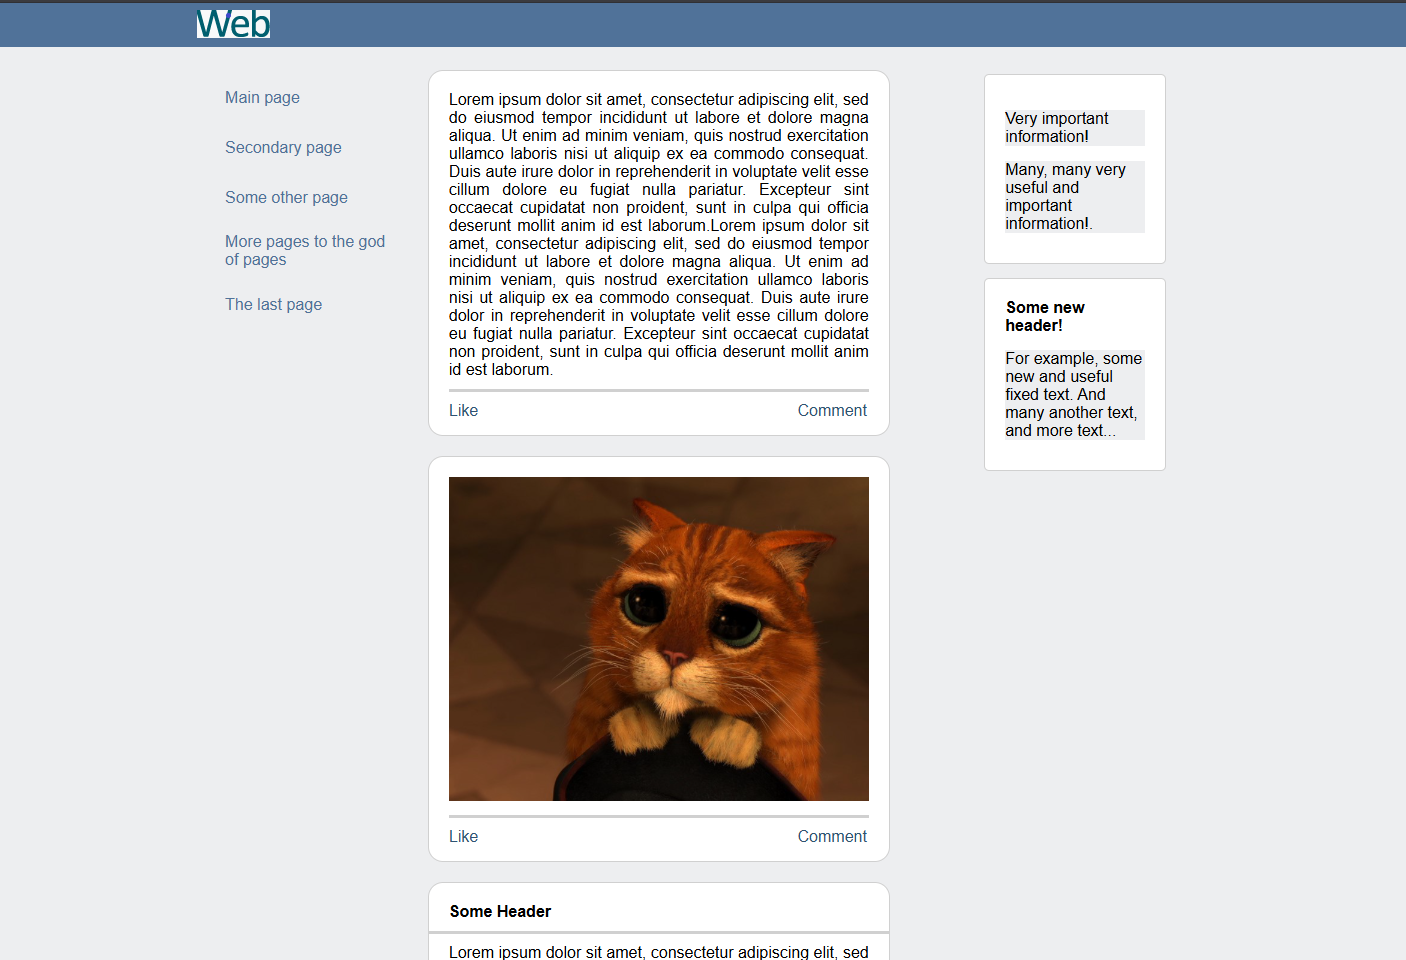 Web
Main page
Secondary page
Some other page
More pages to the god
of pages
The last page
Lorem ipsum dolor sit amet, consectetur adipiscing elit, sed
do eiusmod tempor incididunt ut labore et dolore magna
aliqua. Ut enim ad minim veniam, quis nostrud exercitation
ullamco laboris nisi ut aliquip ex ea commodo consequat.
Duis aute irure dolor in reprehenderit in voluptate velit esse
cillum dolore eu fugiat nulla pariatur. Excepteur sint
occaecat cupidatat non proident, sunt in culpa qui officia
deserunt mollit anim id est laborum.Lorem ipsum dolor sit
amet, consectetur adipiscing elit, sed do eiusmod tempor
incididunt ut labore et dolore magna aliqua. Ut enim ad
minim veniam, quis nostrud exercitation ullamco laboris
nisi ut aliquip ex ea commodo consequat. Duis aute irure
dolor in reprehenderit in voluptate velit esse cillum dolore
eu fugiat nulla pariatur. Excepteur sint occaecat cupidatat
non proident, sunt in culpa qui officia deserunt mollit anim
id est laborum.
Like
Comment
Like
Comment
Some Header
Lorem ipsum dolor sit amet, consectetur adipiscing elit, sed
Very important
information!
Many, many very
useful and
important
information!.
Some new
header!
For example, some
new and useful
fixed text. And
many another text,
and more text...